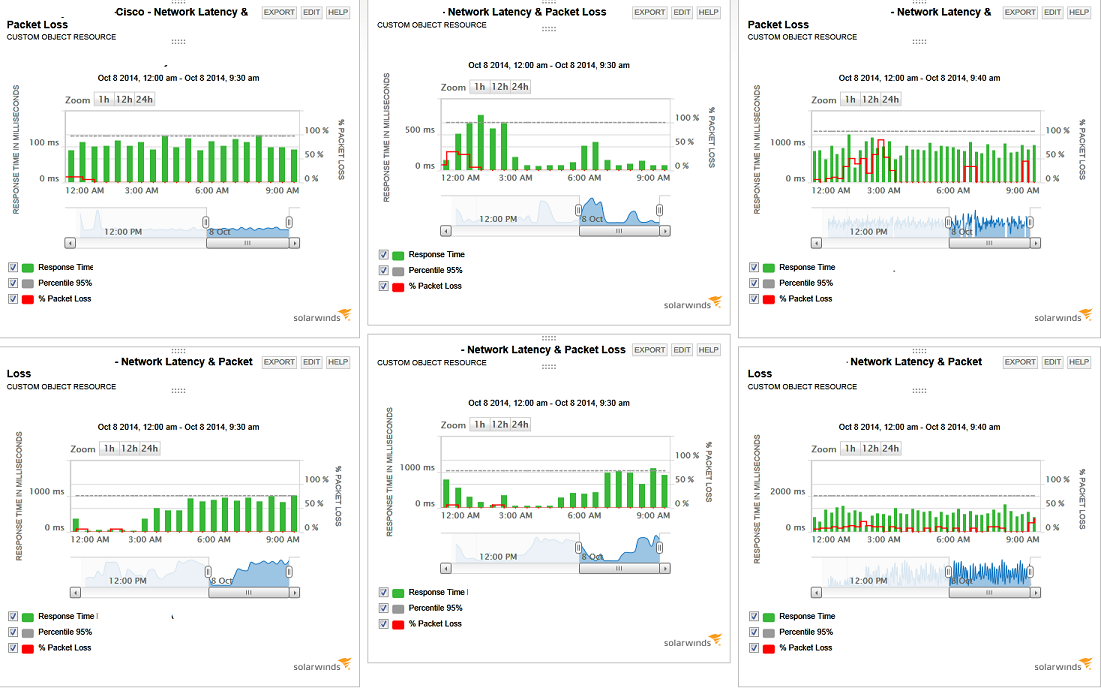 ·Cisco - Network Latency &
EXPORT EDIT HELP
Packet Loss
CUSTOM OBJECT RESOURCE
Oct 8 2014, 12:00 am - Oct 8 2014, 9:30 am
Zoom 1h 12h 24h
RESPONSE TIME IN MILLISECONDS
100 ms
0 ms
% PACKET LOSS
100 %
50 %
0 %
12:00 AM 3:00 AM 6:00 AM 9:00 AM
12:00 PM 8 Oct
Response Time
Percentile 95%
% Packet Loss
solarwinds
- Network Latency & Packet Loss
EXPORT EDIT HELP
CUSTOM OBJECT RESOURCE
Oct 8 2014, 12:00 am - Oct 8 2014, 9:30 am
Zoom 1h 12h 24h
RESPONSE TIME IN MILLISECONDS
500 ms
0 ms
% PACKET LOSS
100 %
50 %
0 %
12:00 AM 3:00 AM 6:00 AM 9:00 AM
12:00 PM 8 Oct
Response Time
Percentile 95%
% Packet Loss
solarwinds
- Network Latency &
EXPORT EDIT HELP
Packet Loss
CUSTOM OBJECT RESOURCE
Oct 8 2014, 12:00 am - Oct 8 2014, 9:40 am
Zoom 1h 12h 24h
RESPONSE TIME IN MILLISECONDS
1000 ms
0 ms
% PACKET LOSS
100 %
50 %
0 %
12:00 AM 3:00 AM 6:00 AM 9:00 AM
12:00 PM 8 Oct
Response Time
Percentile 95%
% Packet Loss
solarwinds
- Network Latency & Packet
EXPORT EDIT HELP
Loss
CUSTOM OBJECT RESOURCE
Oct 8 2014, 12:00 am - Oct 8 2014, 9:30 am
Zoom 1h 12h 24h
RESPONSE TIME IN MILLISECONDS
1000 ms
0 ms
% PACKET LOSS
100 %
50 %
0 %
12:00 AM 3:00 AM 6:00 AM 9:00 AM
12:00 PM 8 Oct
Response Time
Percentile 95%
% Packet Loss
solarwinds
- Network Latency & Packet Loss
EXPORT EDIT HELP
CUSTOM OBJECT RESOURCE
Oct 8 2014, 12:00 am - Oct 8 2014, 9:30 am
Zoom 1h 12h 24h
RESPONSE TIME IN MILLISECONDS
1000 ms
0 ms
% PACKET LOSS
100 %
50 %
0 %
12:00 AM 3:00 AM 6:00 AM 9:00 AM
12:00 PM 8 Oct
Response Time
Percentile 95%
% Packet Loss
solarwinds
· Network Latency & Packet
EXPORT EDIT HELP
Loss
CUSTOM OBJECT RESOURCE
Oct 8 2014, 12:00 am - Oct 8 2014, 9:40 am
Zoom 1h 12h 24h
RESPONSE TIME IN MILLISECONDS
2000 ms
0 ms
% PACKET LOSS
100 %
50 %
0 %
12:00 AM 3:00 AM 6:00 AM 9:00 AM
12:00 PM 8 Oct
Response Time
Percentile 95%
% Packet Loss
solarwinds